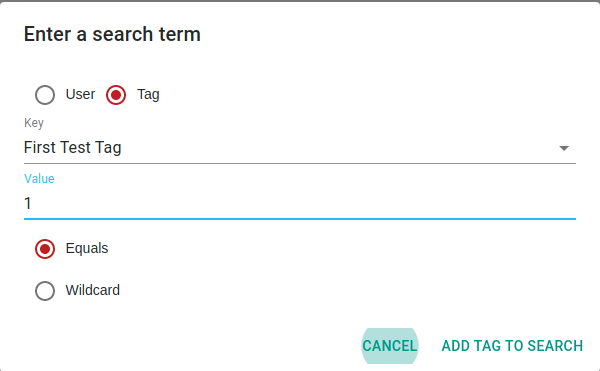 Enter a search term
User Tag
Key
First Test Tag
Value
1
Equals
Wildcard
CANCEL ADD TAG TO SEARCH